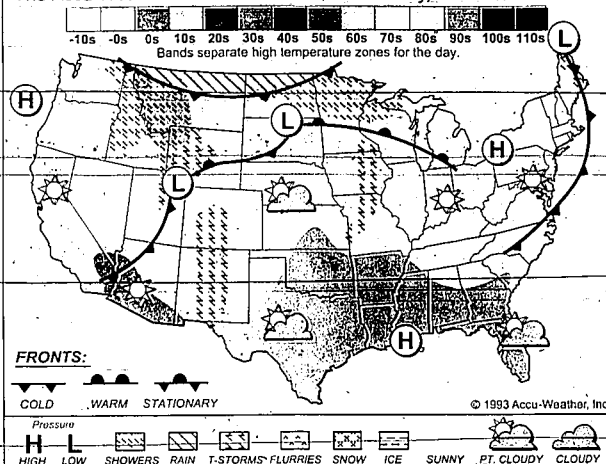 -10s -0s 0s 10s 20s 30s 40s 50s 60s 70s 80s 90s 100s 110s
Bands separate high temperature zones for the day.
L
H
L
H
L
H
FRONTS:
COLD WARM STATIONARY
© 1993 Accu-Weather, Inc
Pressure
H L
HIGH LOW SHOWERS RAIN T-STORMS FLURRIES SNOW ICE SUNNY PT. CLOUDY CLOUDY